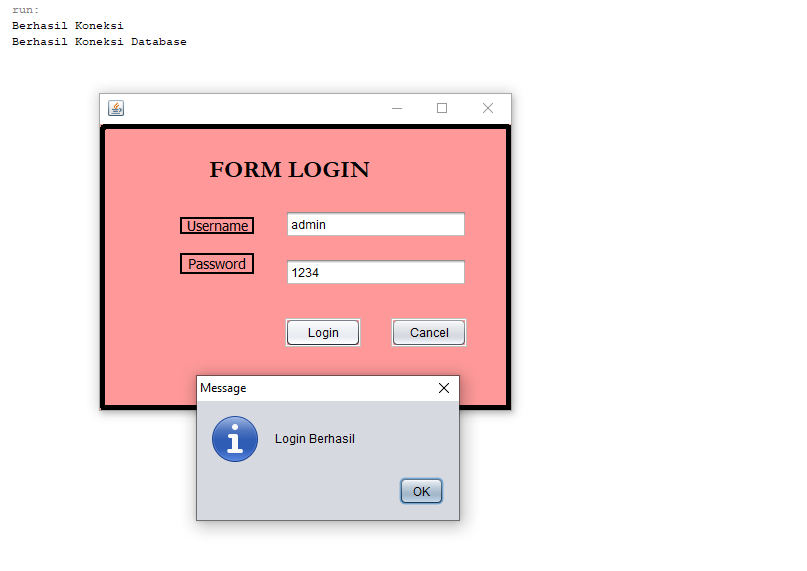 run:
Berhasil Koneksi
Berhasil Koneksi Database
FORM LOGIN
Username
admin
Password
1234
Login
Cancel
Message
Login Berhasil
OK